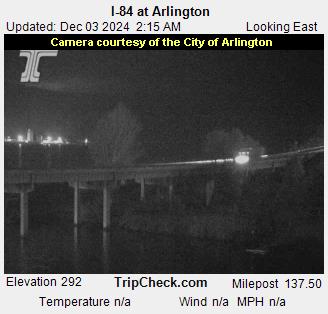 I-84 at Arlington
Updated: Dec 03 2024 2:15 AM Looking East
Camera courtesy of the City of Arlington
Elevation 292 TripCheck.com Milepost 137.50
Temperature n/a Wind n/a MPH n/a